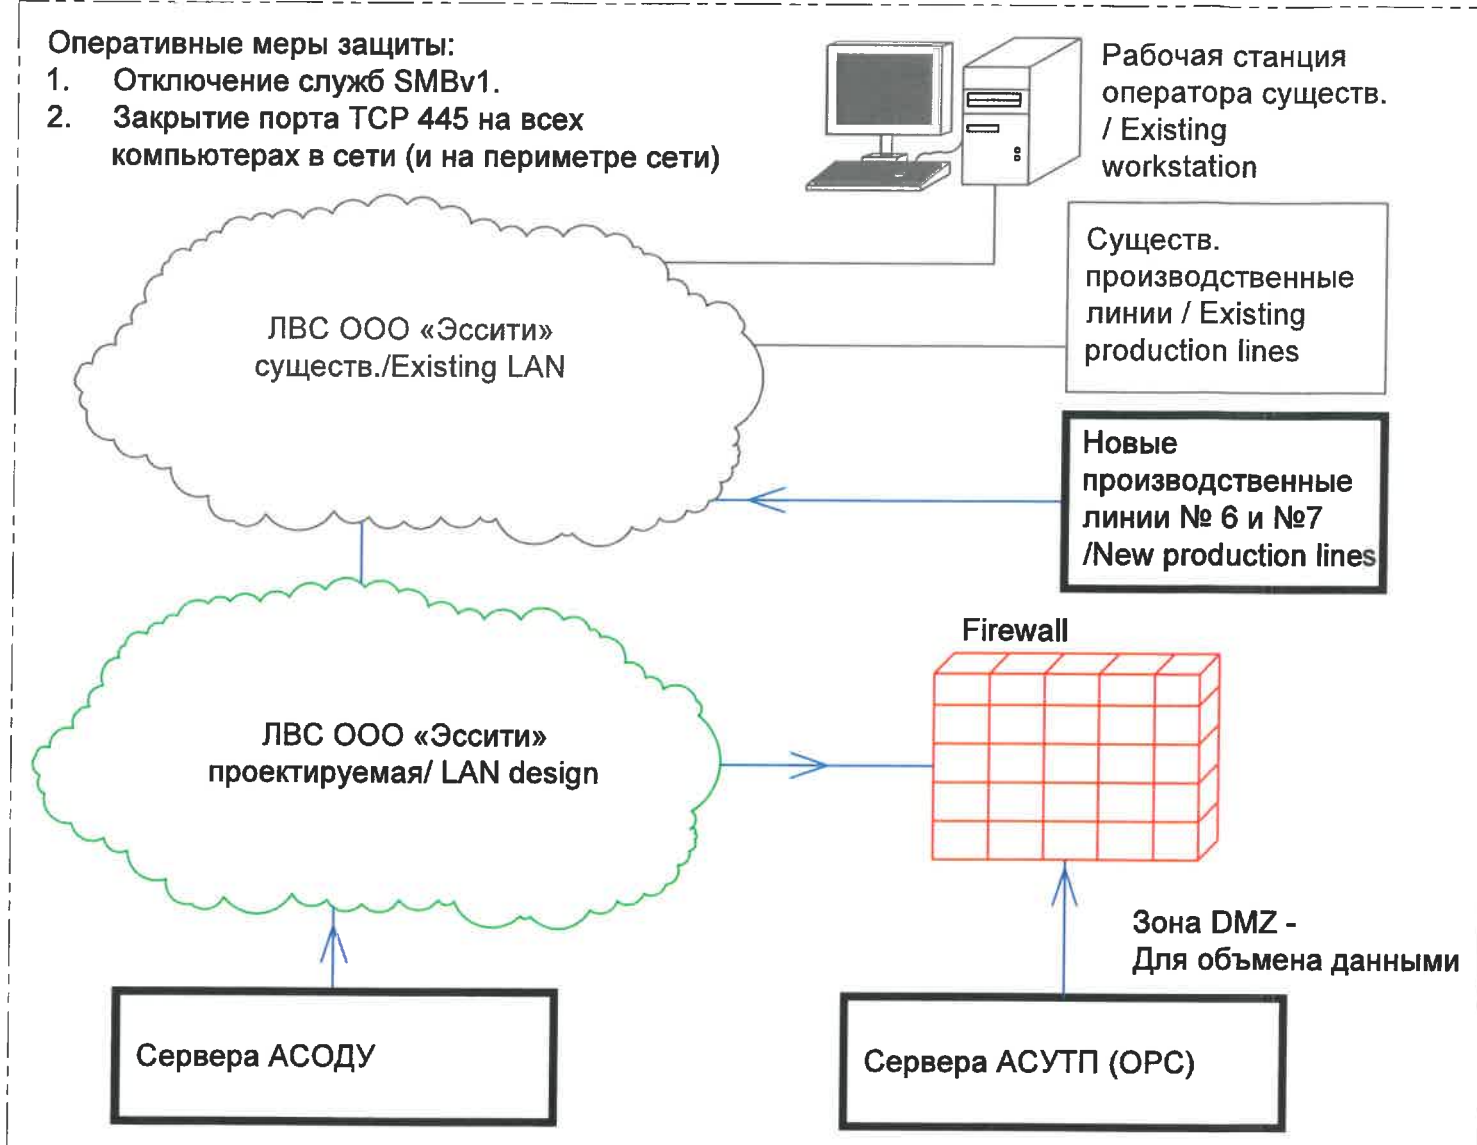 Оперативные меры защиты:
1. Отключение служб SMBv1.
2. Закрытие порта TCP 445 на всех
компьютерах в сети (и на периметре сети)
Рабочая станция
оператора существ.
/ Existing
workstation
Существ.
производственные
линии / Existing
production lines
ЛВС ООО «Эссити»
существ./Existing LAN
Новые
производственные
линии № 6 и №7
/New production lines
Firewall
ЛВС ООО «Эссити»
проектируемая/ LAN design
Зона DMZ -
Для объмена данными
Сервера АСОДУ
Сервера АСУТП (ОРС)